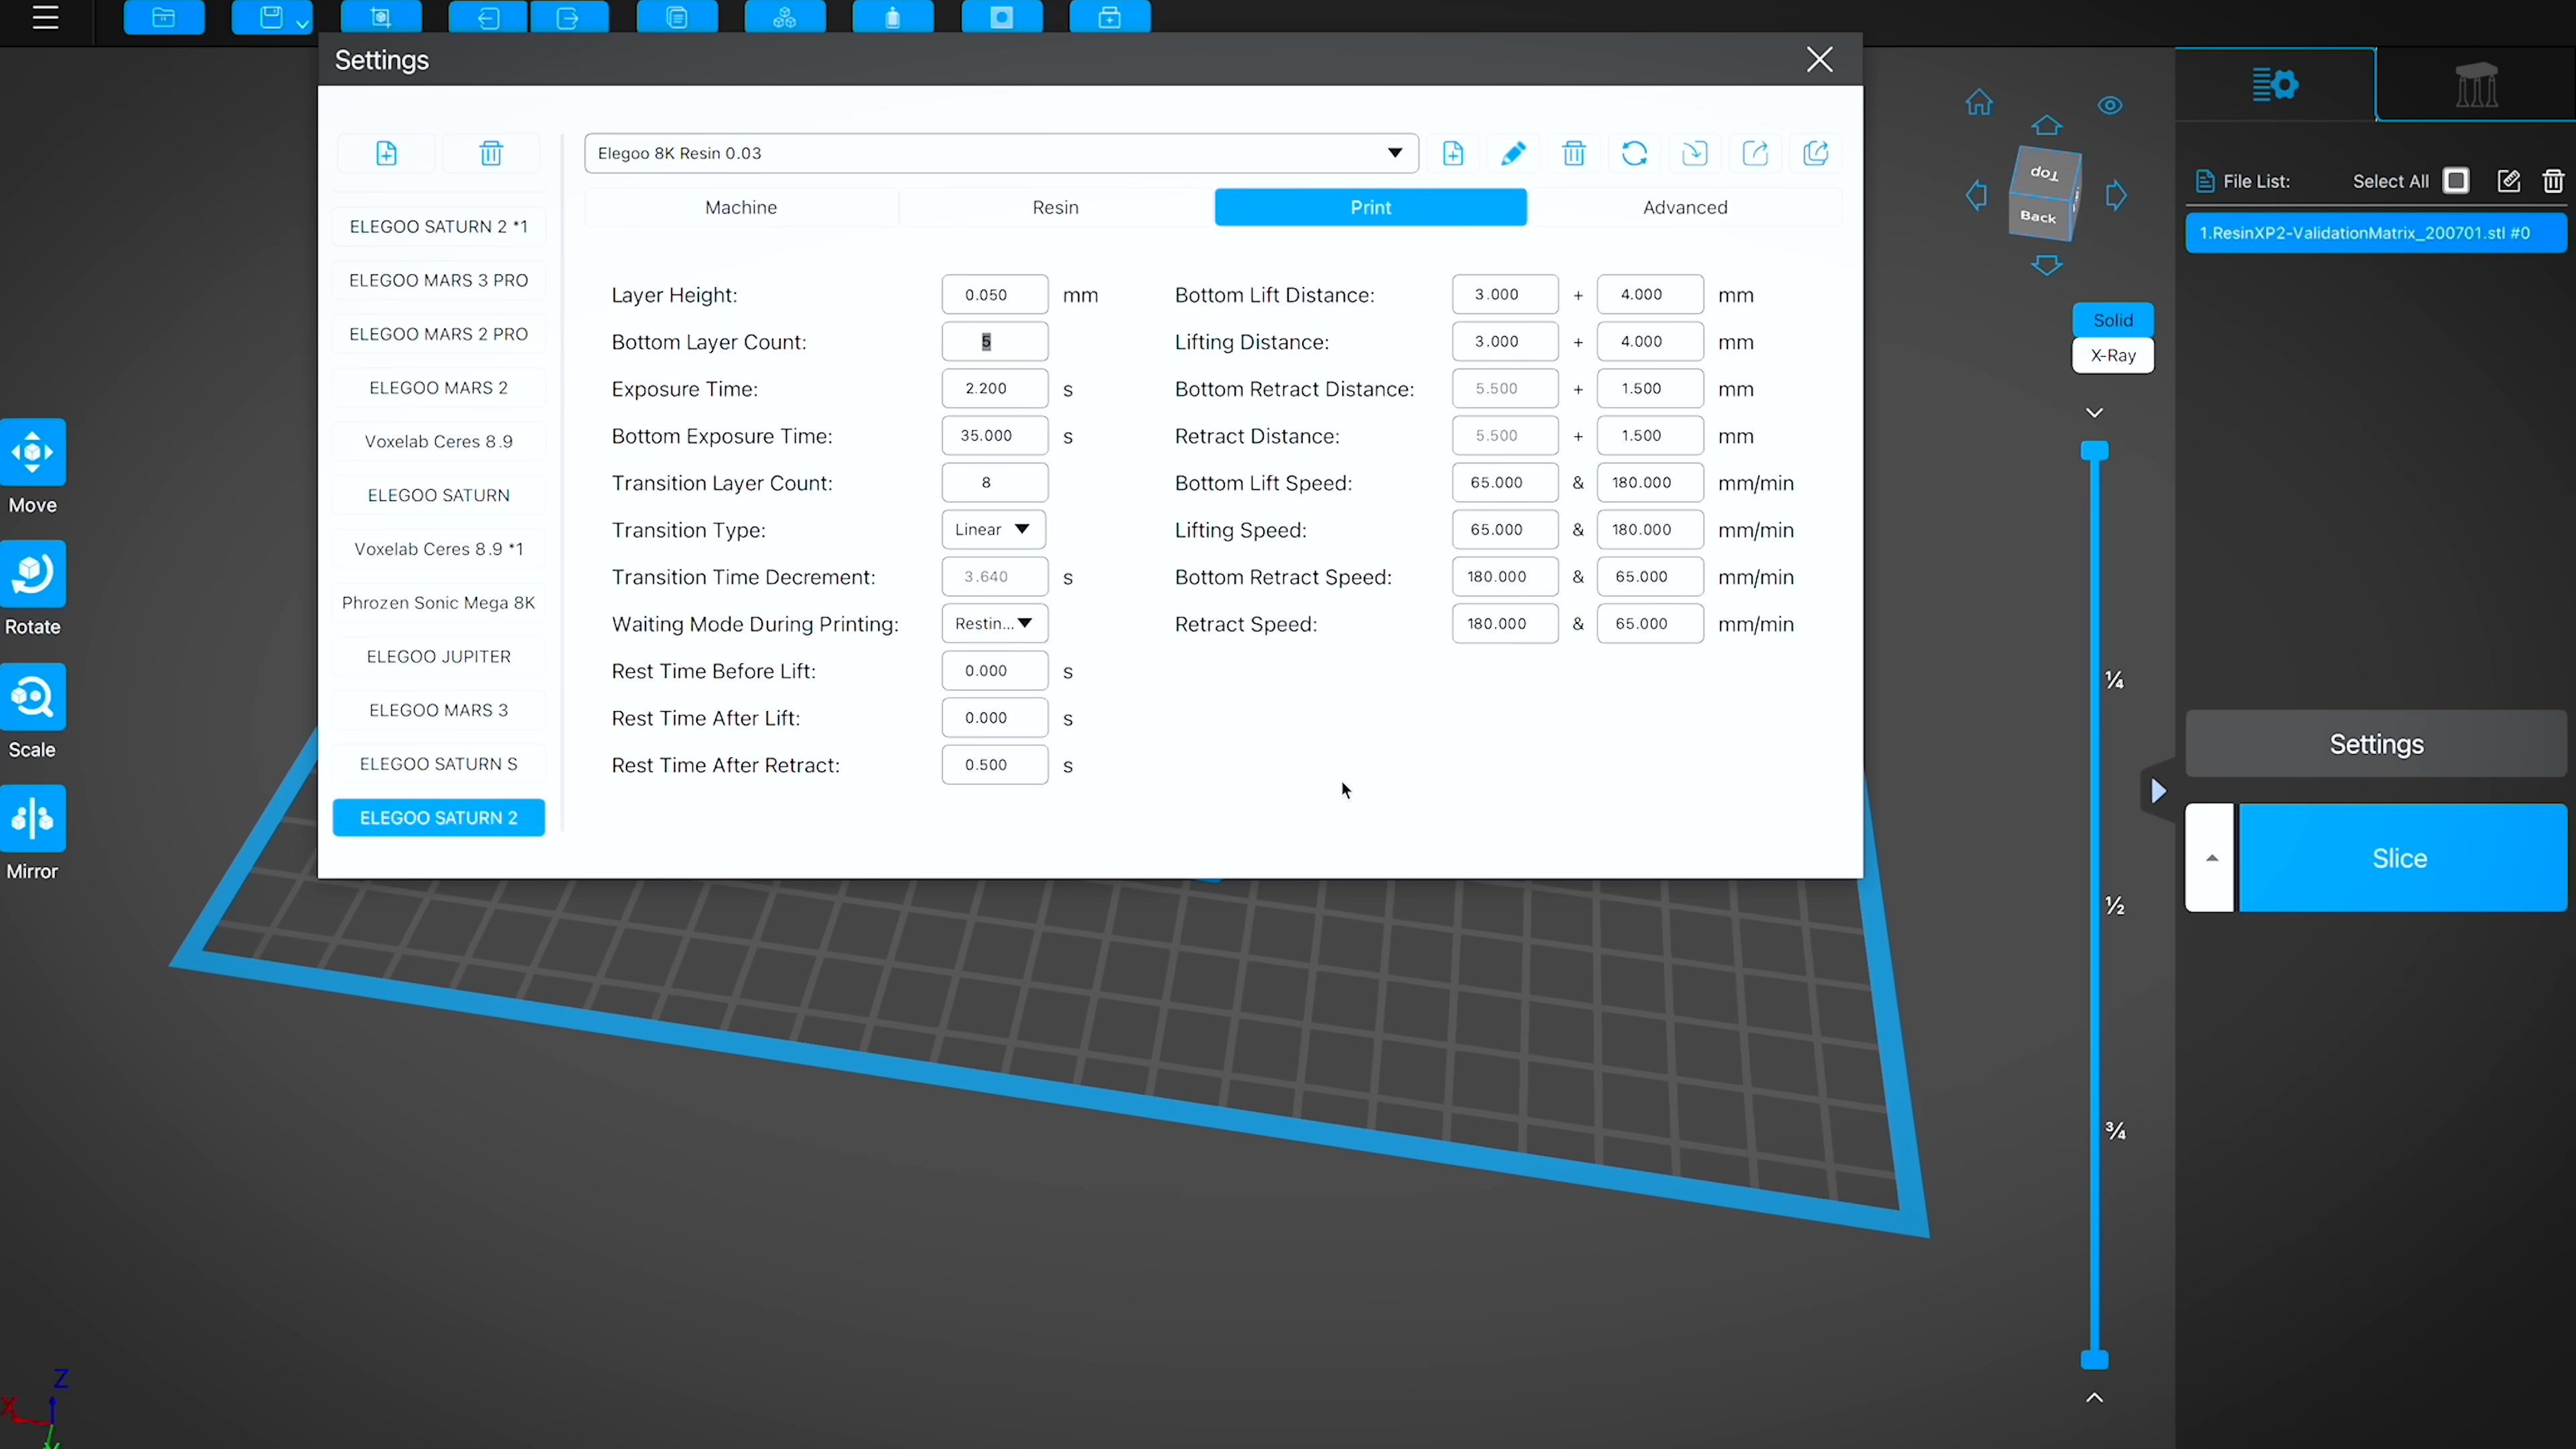 Settings
Elegoo 8K Resin 0.03
Machine
Resin
Print
Advanced
ELEGOO SATURN 2 *1
ELEGOO MARS 3 PRO
ELEGOO MARS 2 PRO
ELEGOO MARS 2
Voxelab Ceres 8.9
ELEGOO SATURN
Voxelab Ceres 8.9 *1
Phrozen Sonic Mega 8K
ELEGOO JUPITER
ELEGOO MARS 3
ELEGOO SATURN S
ELEGOO SATURN 2
Layer Height: 0.050 mm
Bottom Layer Count: 5
Exposure Time: 2.200 s
Bottom Exposure Time: 35.000 s
Transition Layer Count: 8
Transition Type: Linear
Transition Time Decrement: 3.640 s
Waiting Mode During Printing: Restin...
Rest Time Before Lift: 0.000 s
Rest Time After Lift: 0.000 s
Rest Time After Retract: 0.500 s
Bottom Lift Distance: 3.000 + 4.000 mm
Lifting Distance: 3.000 + 4.000 mm
Bottom Retract Distance: 5.500 + 1.500 mm
Retract Distance: 5.500 + 1.500 mm
Bottom Lift Speed: 65.000 & 180.000 mm/min
Lifting Speed: 65.000 & 180.000 mm/min
Bottom Retract Speed: 180.000 & 65.000 mm/min
Retract Speed: 180.000 & 65.000 mm/min
Move
Rotate
Scale
Mirror
Top
Back
Solid
X-Ray
¼
½
¾
File List: Select All
1.ResinXP2-ValidationMatrix_200701.stl #0
Settings
Slice
Z
X
Y